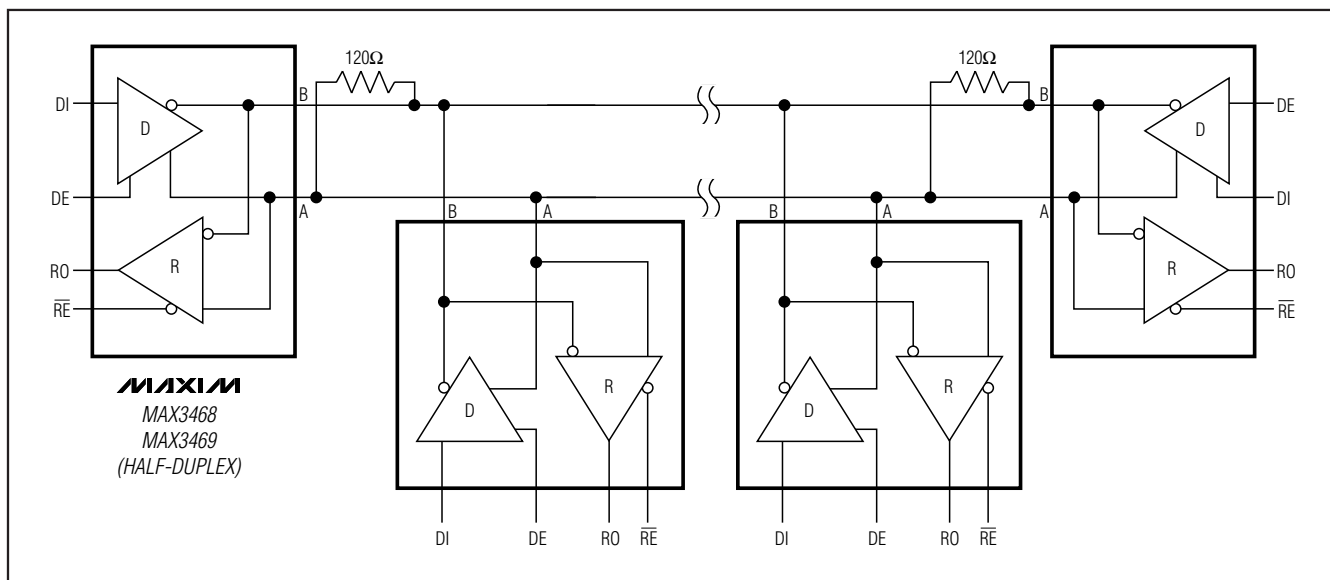 120Ω
120Ω
B
B
DI
D
D
DE
DE
A
B
A
B
A
A
DI
RO
R
R
RO
RE
RE
MAXIM
MAX3468
MAX3469
(HALF-DUPLEX)
D
R
D
R
DI
DE
RO
RE
DI
DE
RO
RE